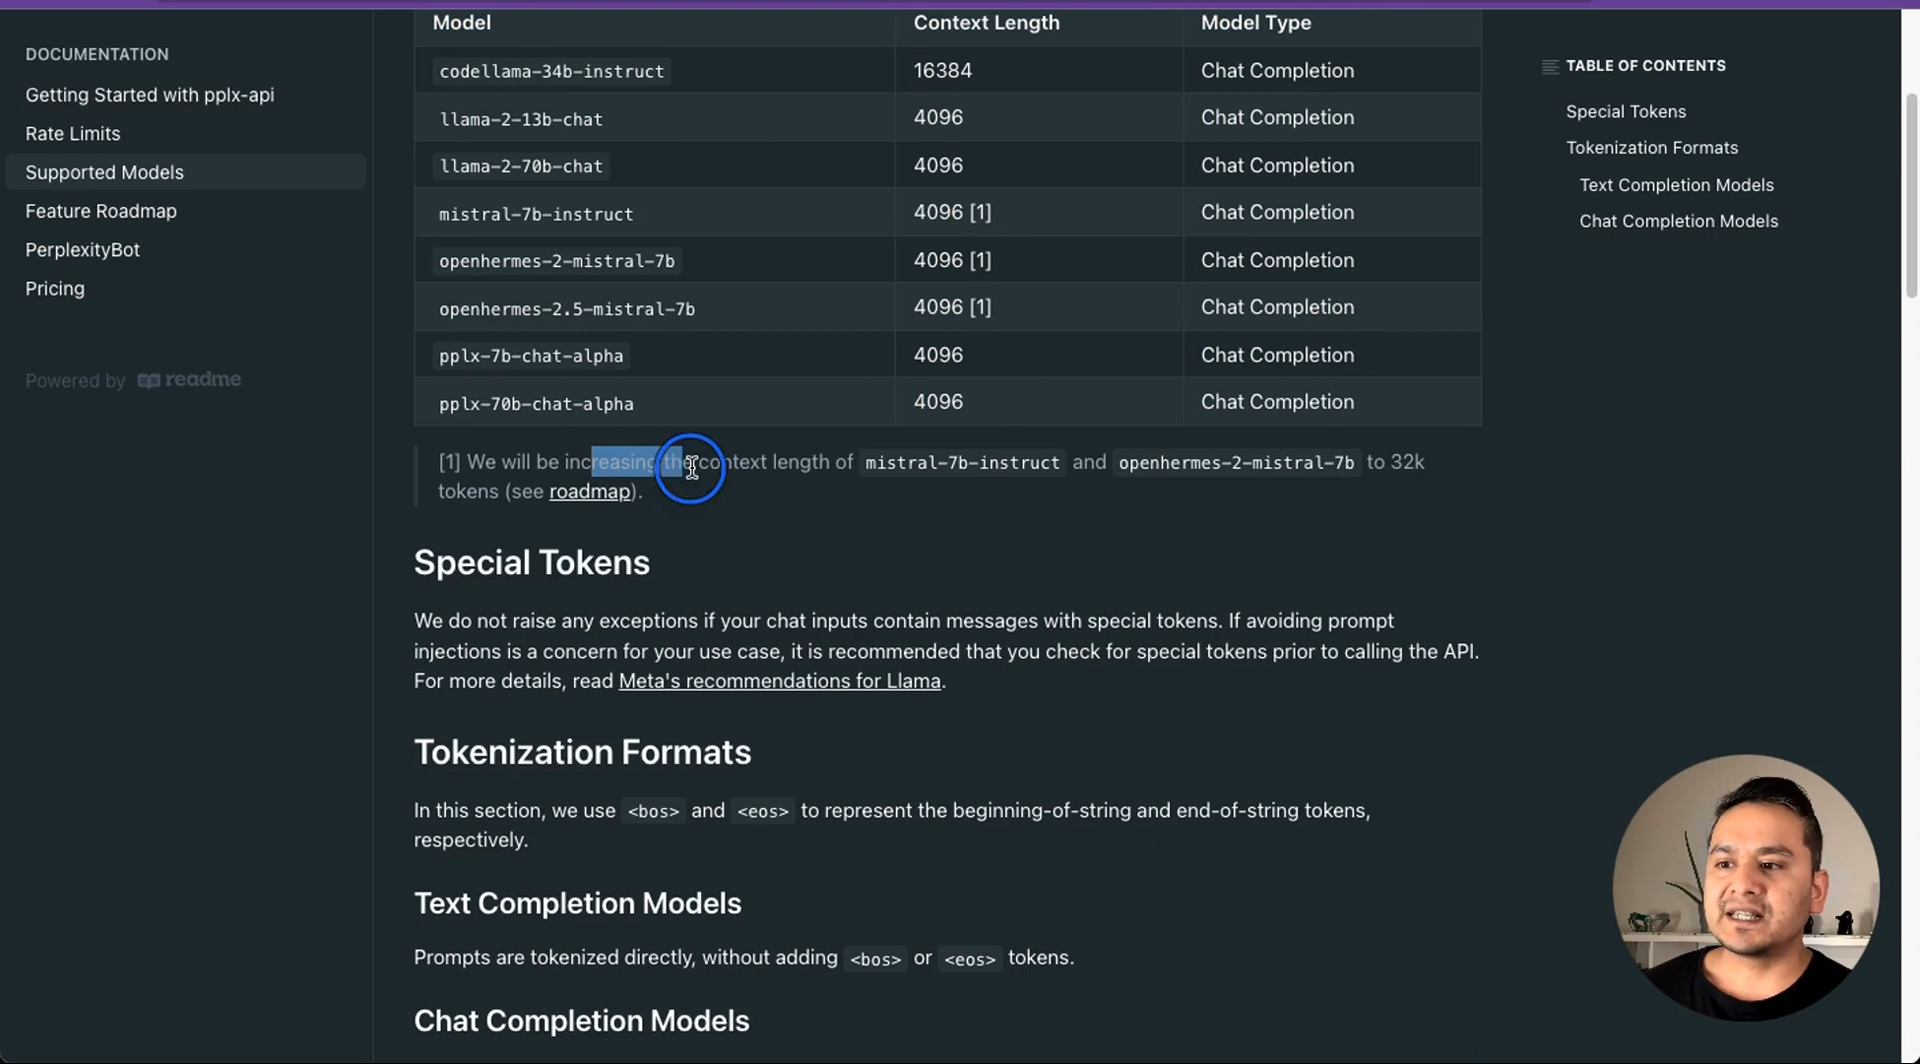 DOCUMENTATION
Getting Started with pplx-api
Rate Limits
Supported Models
Feature Roadmap
PerplexityBot
Pricing
Powered by readme
Model Context Length Model Type
codellama-34b-instruct 16384 Chat Completion
llama-2-13b-chat 4096 Chat Completion
llama-2-70b-chat 4096 Chat Completion
mistral-7b-instruct 4096 [1] Chat Completion
openhermes-2-mistral-7b 4096 [1] Chat Completion
openhermes-2.5-mistral-7b 4096 [1] Chat Completion
pplx-7b-chat-alpha 4096 Chat Completion
pplx-70b-chat-alpha 4096 Chat Completion
[1] We will be increasing the context length of mistral-7b-instruct and openhermes-2-mistral-7b to 32k
tokens (see roadmap).
Special Tokens
We do not raise any exceptions if your chat inputs contain messages with special tokens. If avoiding prompt
injections is a concern for your use case, it is recommended that you check for special tokens prior to calling the API.
For more details, read Meta's recommendations for Llama.
Tokenization Formats
In this section, we use <bos> and <eos> to represent the beginning-of-string and end-of-string tokens,
respectively.
Text Completion Models
Prompts are tokenized directly, without adding <bos> or <eos> tokens.
Chat Completion Models
TABLE OF CONTENTS
Special Tokens
Tokenization Formats
Text Completion Models
Chat Completion Models